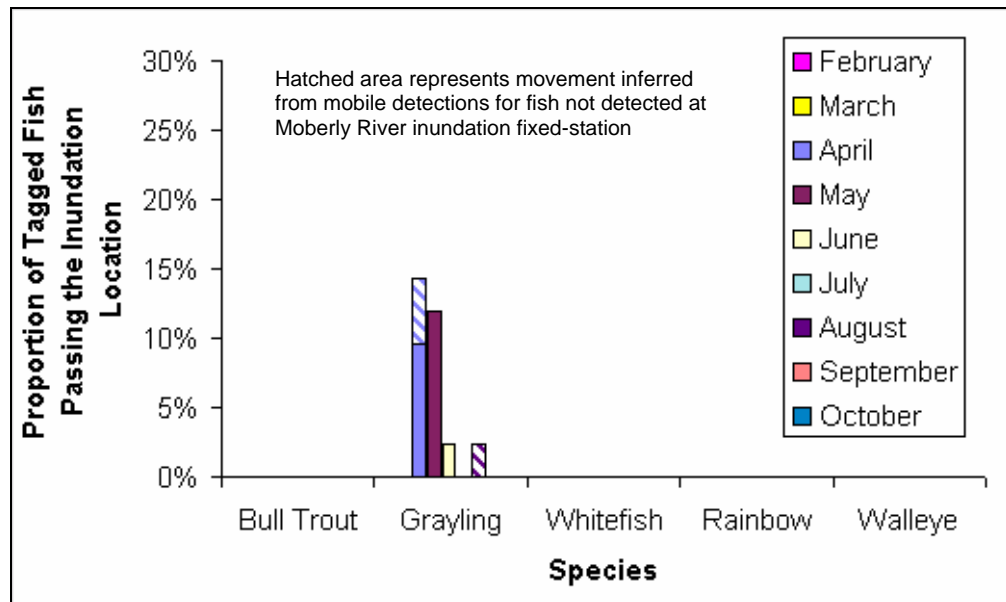 Proportion of Tagged Fish
Passing the Inundation
Location
30%
25%
20%
15%
10%
5%
0%
Hatched area represents movement inferred
from mobile detections for fish not detected at
Moberly River inundation fixed-station
February
March
April
May
June
July
August
September
October
Bull Trout Grayling Whitefish Rainbow Walleye
Species